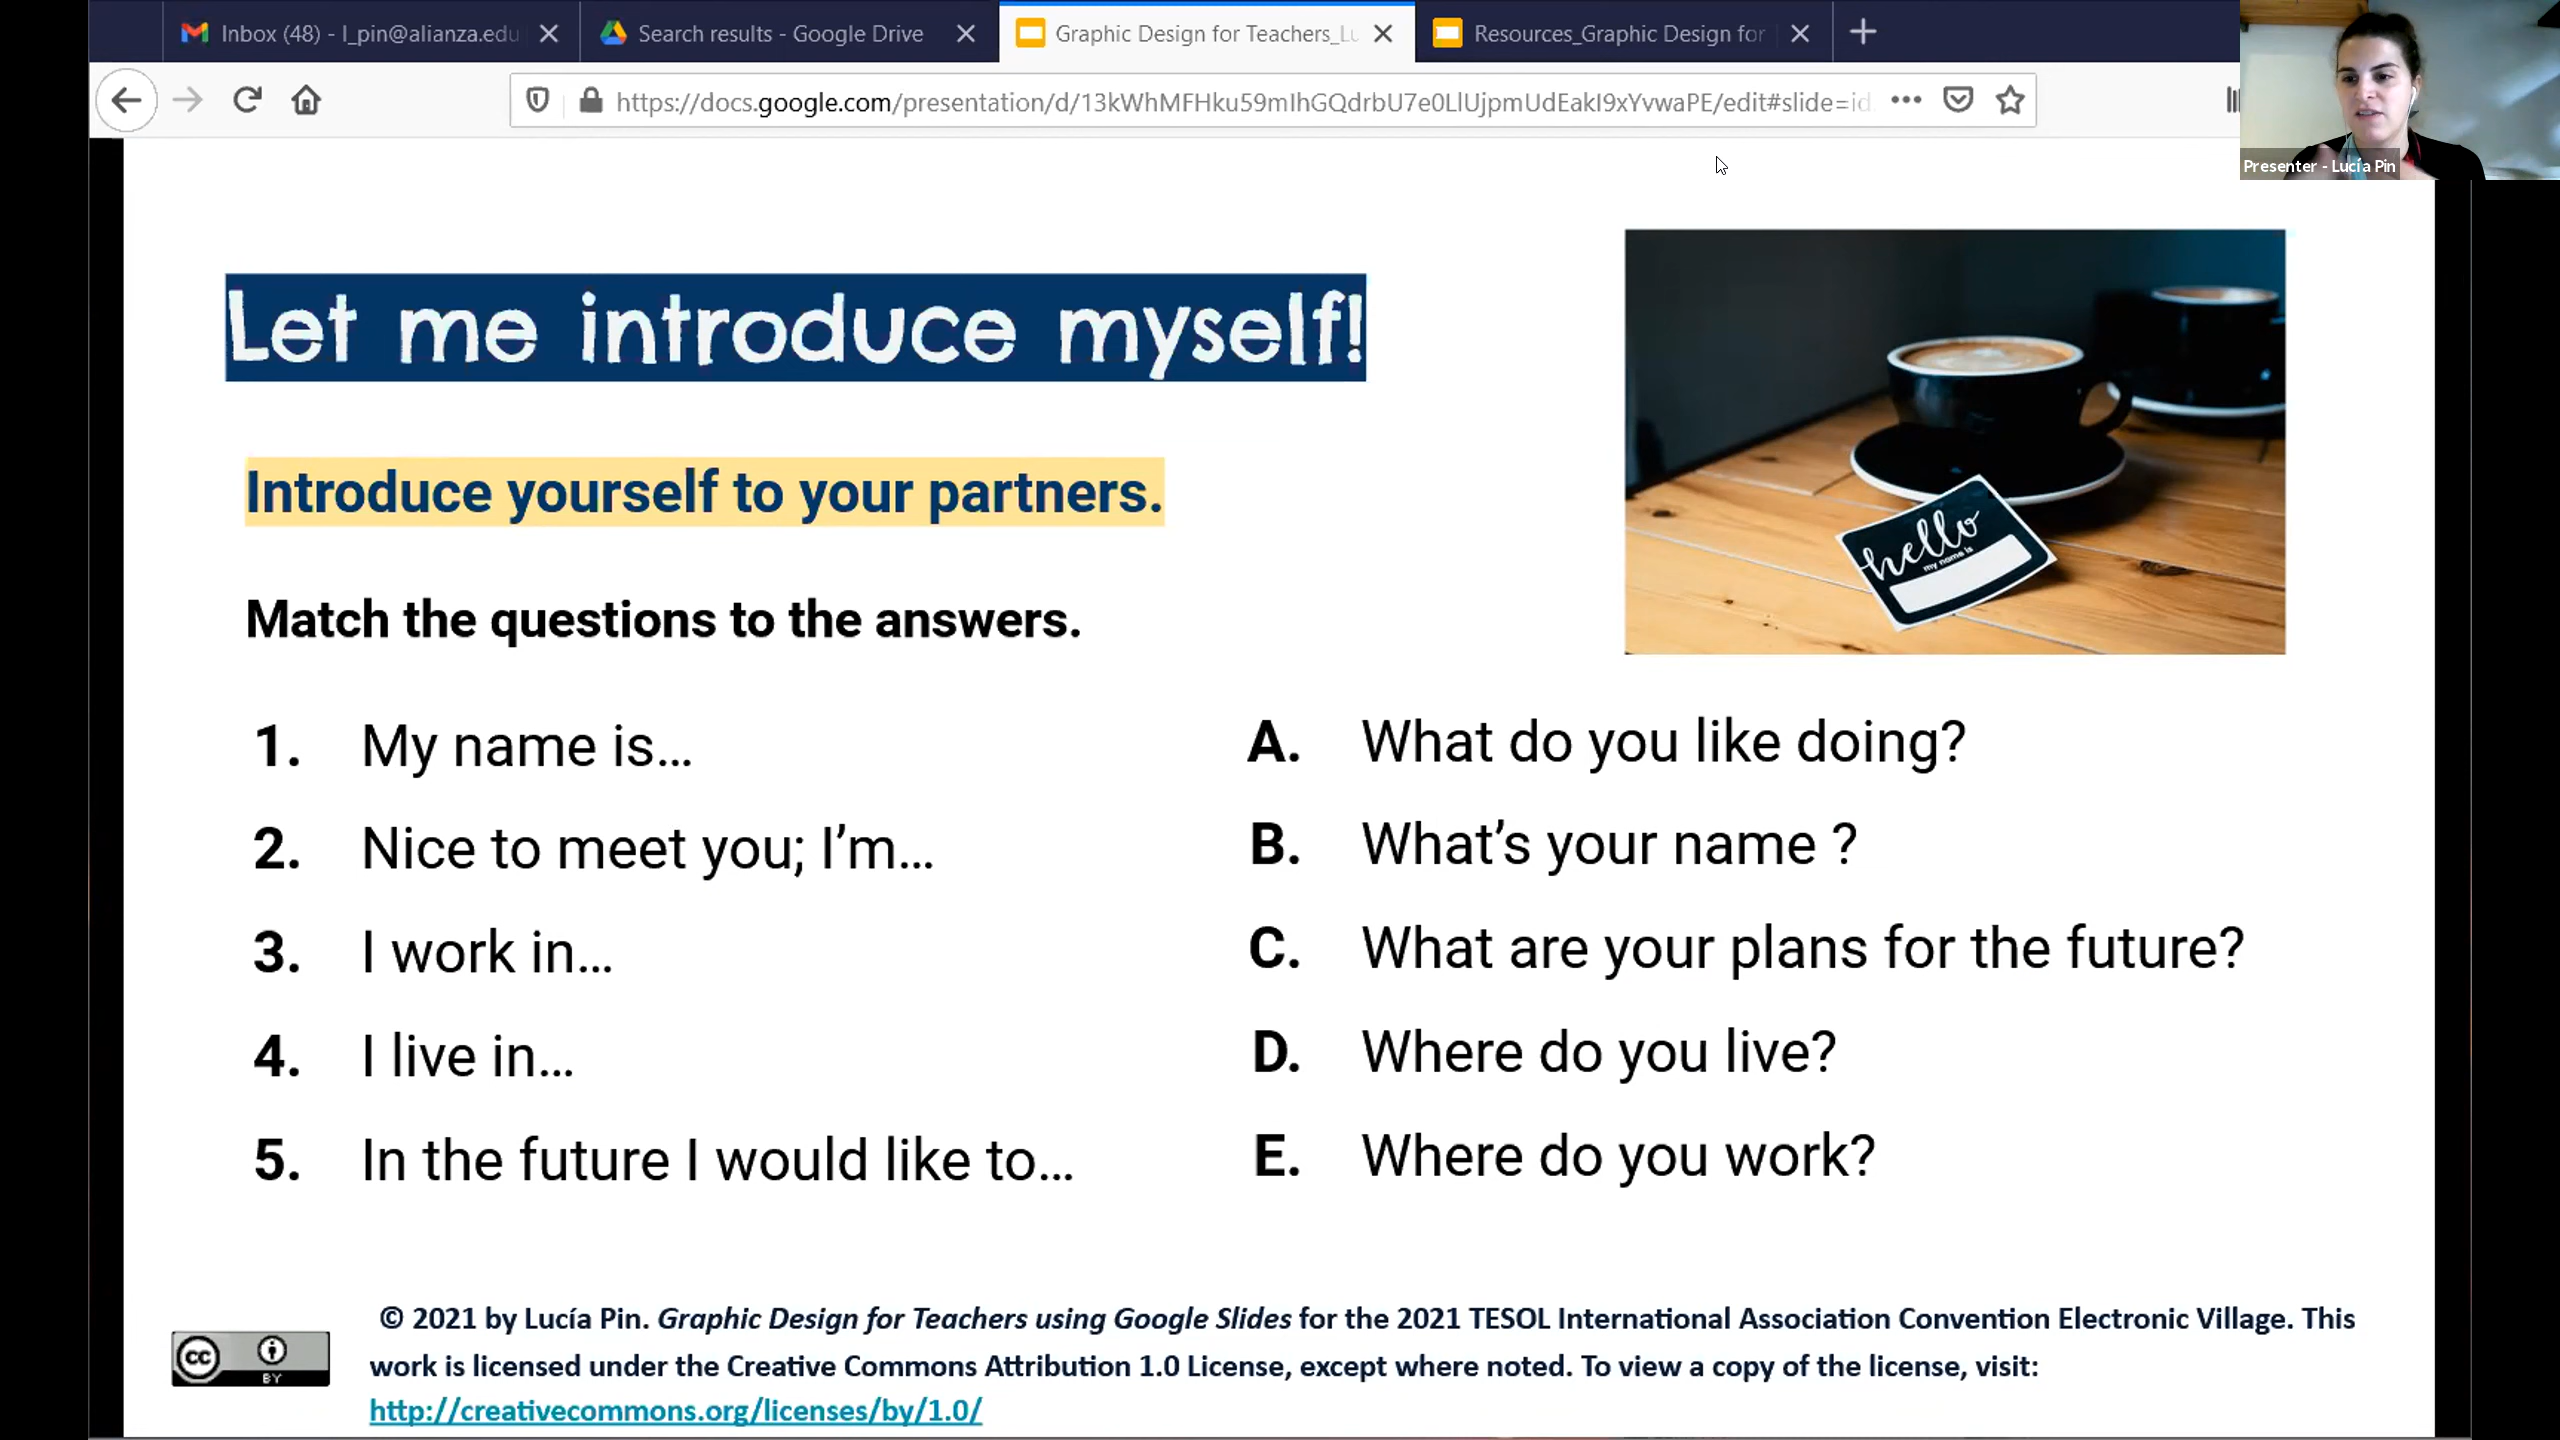 Inbox (48) - l_pin@alianza.edu
Search results - Google Drive
Graphic Design for Teachers_Lu
Resources_Graphic Design for
https://docs.google.com/presentation/d/13kWhMFHku59mIhGQdrbU7e0LlUjpmUdEakI9xYvwaPE/edit#slide=id
Presenter - Lucía Pin
Let me introduce myself!
hello
my name is
Introduce yourself to your partners.
Match the questions to the answers.
1. My name is...
2. Nice to meet you; I’m...
3. I work in...
4. I live in...
5. In the future I would like to...
A. What do you like doing?
B. What’s your name ?
C. What are your plans for the future?
D. Where do you live?
E. Where do you work?
cc BY
© 2021 by Lucía Pin. Graphic Design for Teachers using Google Slides for the 2021 TESOL International Association Convention Electronic Village. This
work is licensed under the Creative Commons Attribution 1.0 License, except where noted. To view a copy of the license, visit:
http://creativecommons.org/licenses/by/1.0/